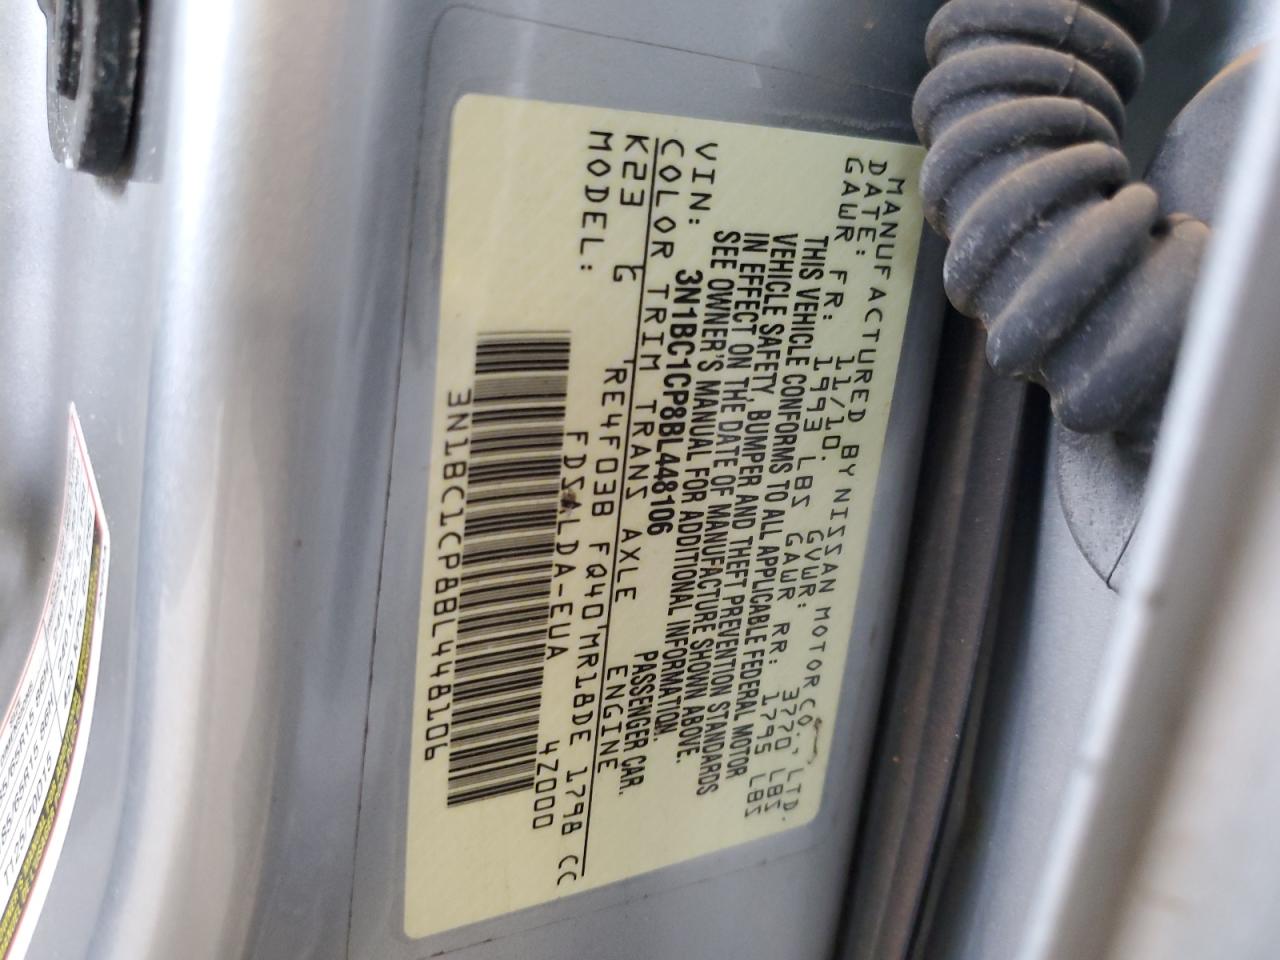 MANUFACTURED BY NISSAN MOTOR CO., LTD.
DATE: 11/10. GVWR: 3770 LBS
GAWR FR: 1993 LBS GAWR RR: 1795 LBS
THIS VEHICLE CONFORMS TO ALL APPLICABLE FEDERAL MOTOR
VEHICLE SAFETY, BUMPER AND THEFT PREVENTION STANDARDS
IN EFFECT ON THE DATE OF MANUFACTURE SHOWN ABOVE.
SEE OWNER'S MANUAL FOR ADDITIONAL INFORMATION.
VIN: 3N1BC1CP8BL448106 PASSENGER CAR.
COLOR TRIM TRANS AXLE ENGINE
K23 G RE4F03B FQ40 MR18DE 1798 CC
MODEL: FDSALDA-EUA 4Z000
3N1BC1CP8BL448106